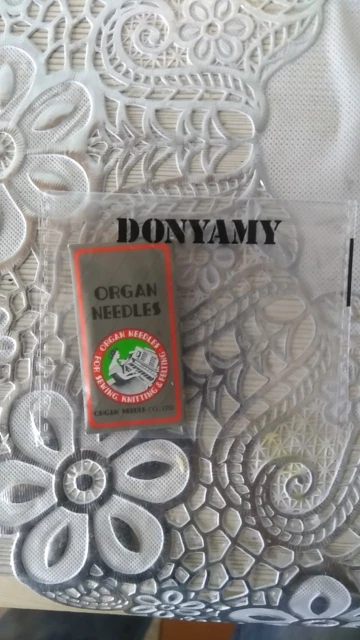 DONYAMY
ORGAN
NEEDLES
ORGAN NEEDLES
FOR SEWING, KNITTING & FELTING
ORGAN NEEDLE CO., LTD.